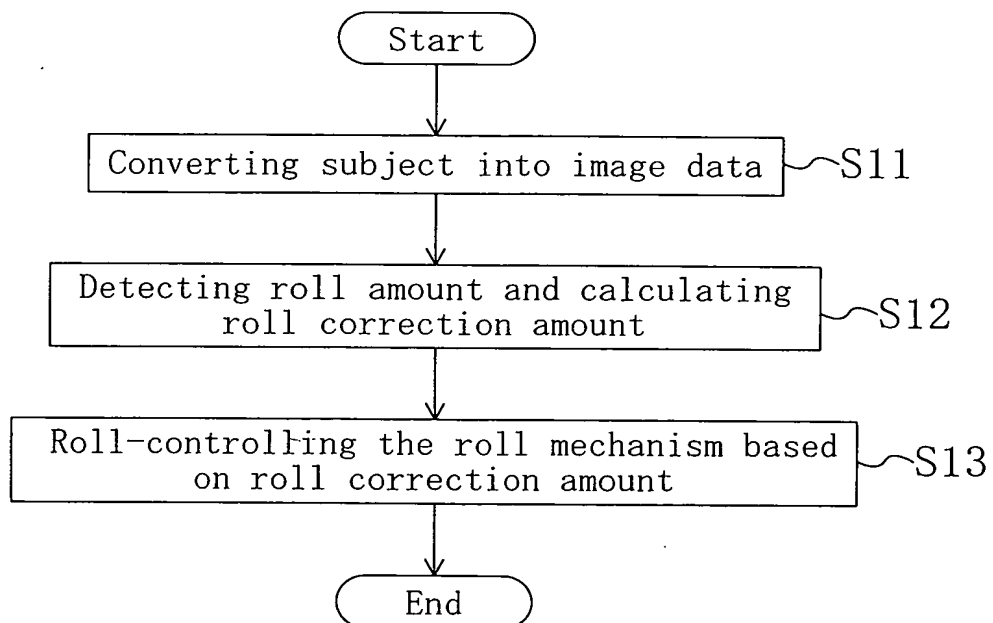 Start
Converting subject into image data
S11
Detecting roll amount and calculating
roll correction amount
S12
Roll-controlling the roll mechanism based
on roll correction amount
S13
End